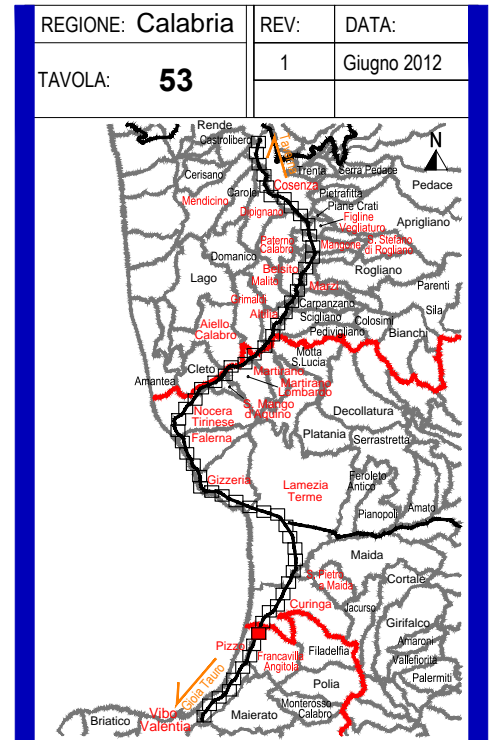 REGIONE: Calabria
REV:
DATA:
TAVOLA: 53
1
Giugno 2012
Rende
Castrolibero
N
Trenta
Serra Pedace
Cerisano
Carolei
Cosenza
Pedace
Mendicino
Pietrafitta
Dipignano
Piane Crati
Figline
Vegliaturo
Aprigliano
Paterno
Calabro
Mangone
S. Stefano
di Rogliano
Domanico
Belsito
Rogliano
Lago
Malito
Marzi
Parenti
Grimaldi
Carpanzano
Altilia
Scigliano
Colosimi
Sila
Aiello
Calabro
Pedivigliano
Bianchi
Motta
S.Lucia
Cleto
Martirano
Amantea
Martirano
Lombardo
S. Mango
d'Aquino
Nocera
Tirinese
Decollatura
Falerna
Platania
Serrastretta
Gizzeria
Lamezia
Terme
Feroleto
Antico
Pianopoli
Amato
Maida
S. Pietro
a Maida
Cortale
Curinga
Jacurso
Girifalco
Pizzo
Filadelfia
Amaroni
Francavilla
Angitola
Vallefiorita
Gioia Tauro
Polia
Palermiti
Vibo
Valentia
Monterosso
Calabro
Briatico
Maierato